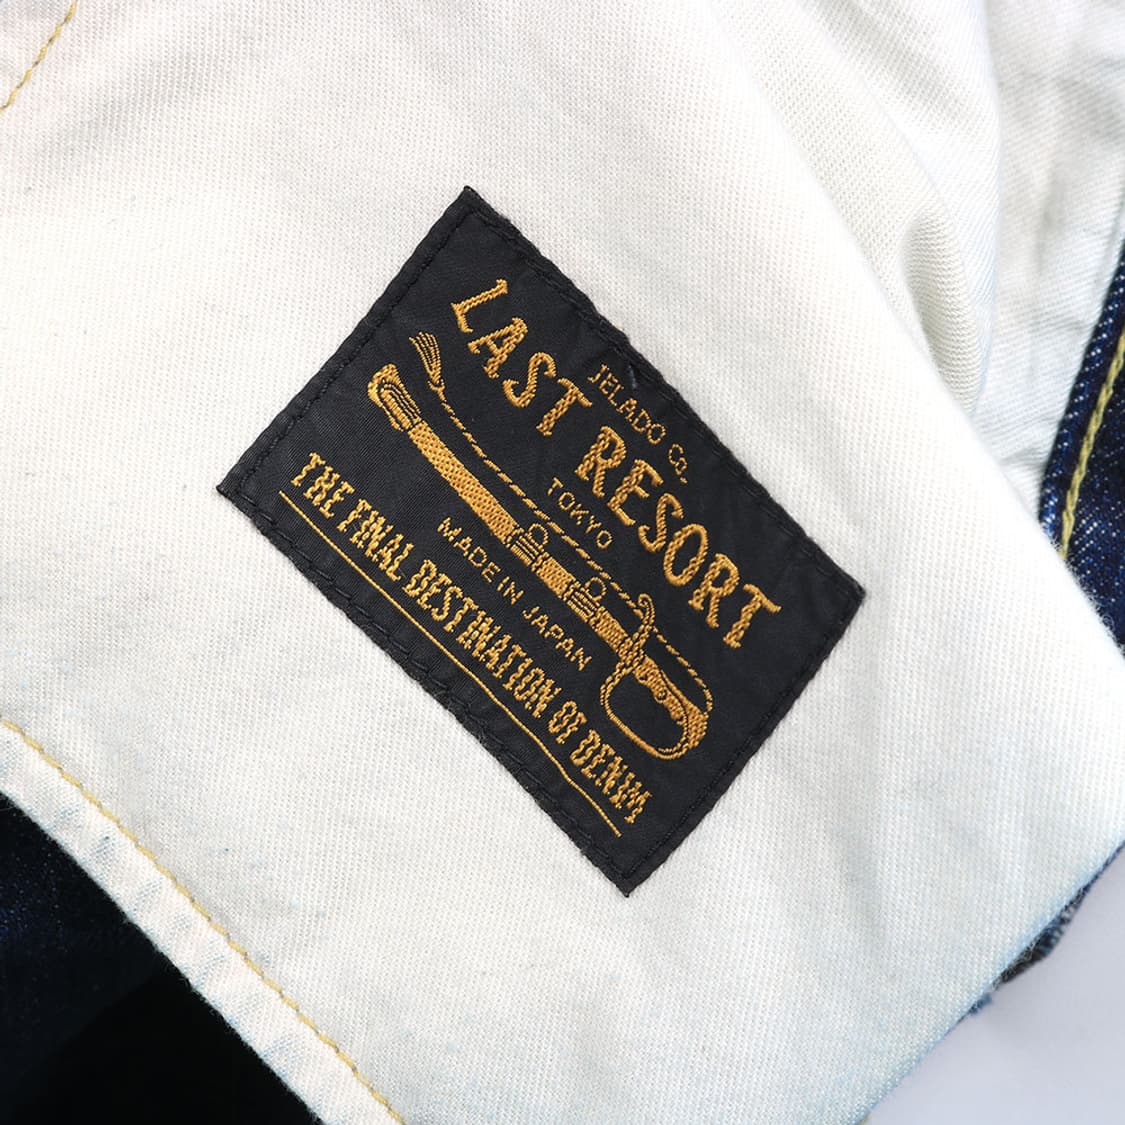 JELADO Co.
LAST RESORT
TOKYO
MADE IN JAPAN
THE FINAL DESTINATION OF DENIM